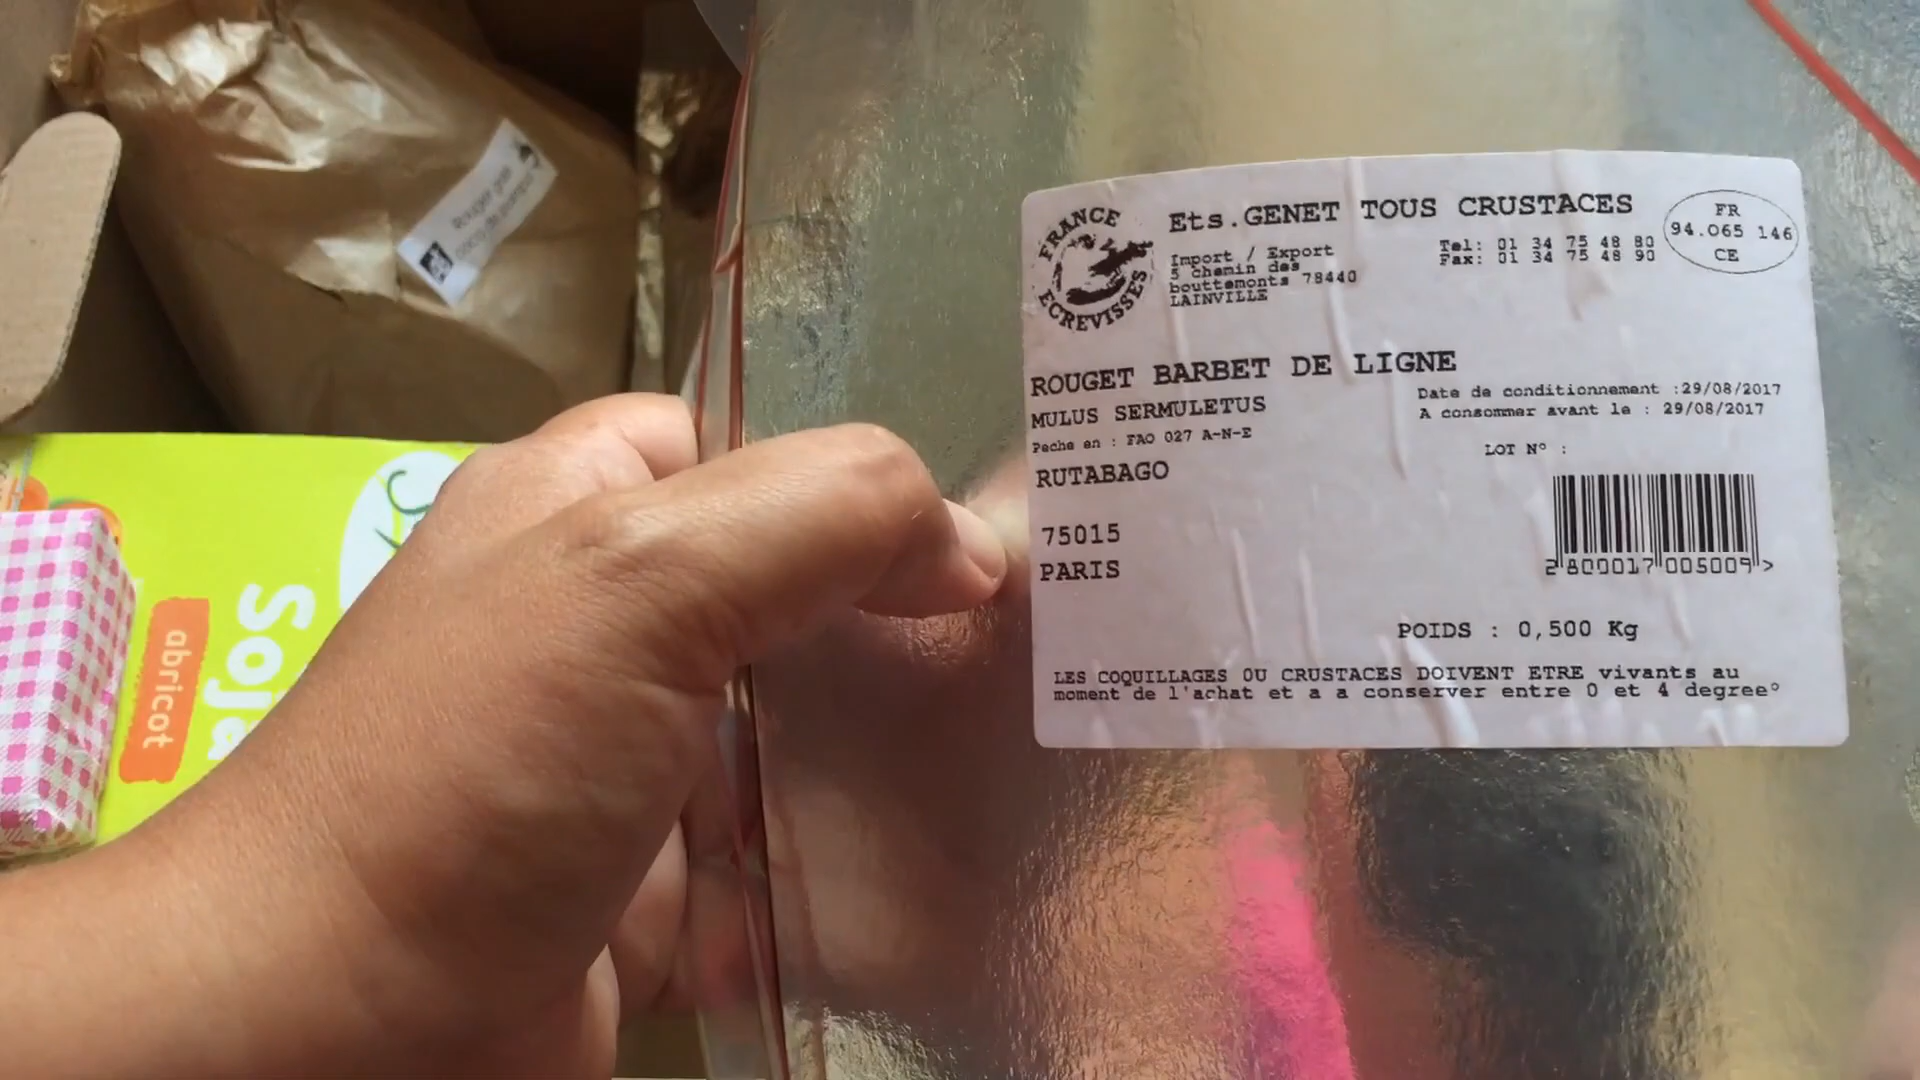 FRANCE
ECREVISSES
Ets.GENET TOUS CRUSTACES
Import / Export
5 chemin des
bouttemonts 78440
LAINVILLE
Tel: 01 34 75 48 80
Fax: 01 34 75 48 90
FR
94.065 146
CE
ROUGET BARBET DE LIGNE
MULUS SERMULETUS
Peche en : FAO 027 A-N-E
RUTABAGO
75015
PARIS
Date de conditionnement :29/08/2017
A consommer avant le : 29/08/2017
LOT N° :
2 800017 005009 >
POIDS : 0,500 Kg
LES COQUILLAGES OU CRUSTACES DOIVENT ETRE vivants au
moment de l'achat et a a conserver entre 0 et 4 degree°
Soja
abricot